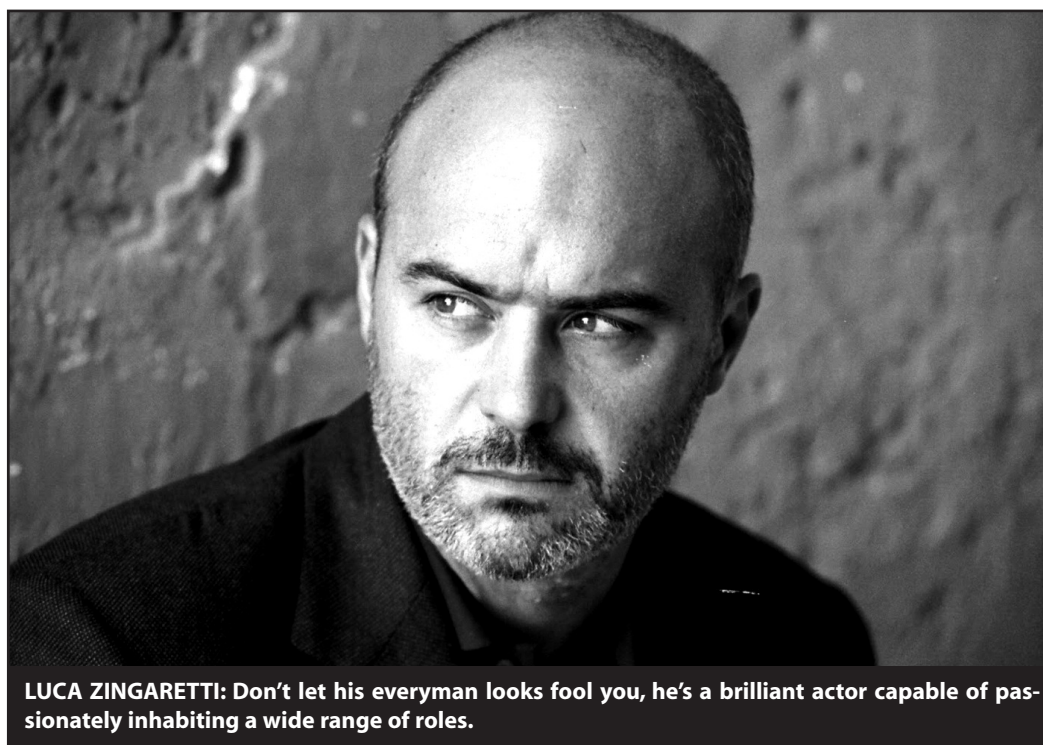 LUCA ZINGARETTI: Don’t let his everyman looks fool you, he’s a brilliant actor capable of pas-
sionately inhabiting a wide range of roles.